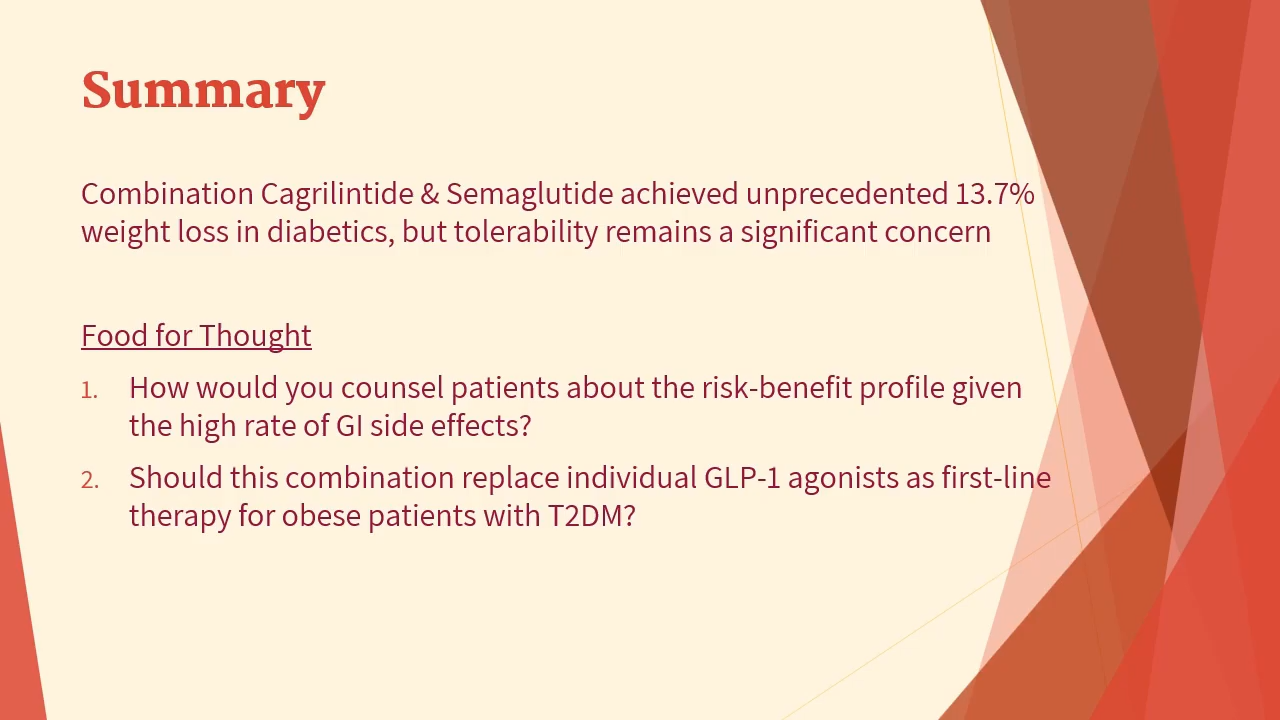 Summary
Combination Cagrilintide & Semaglutide achieved unprecedented 13.7%
weight loss in diabetics, but tolerability remains a significant concern
Food for Thought
1. How would you counsel patients about the risk-benefit profile given
the high rate of GI side effects?
2. Should this combination replace individual GLP-1 agonists as first-line
therapy for obese patients with T2DM?